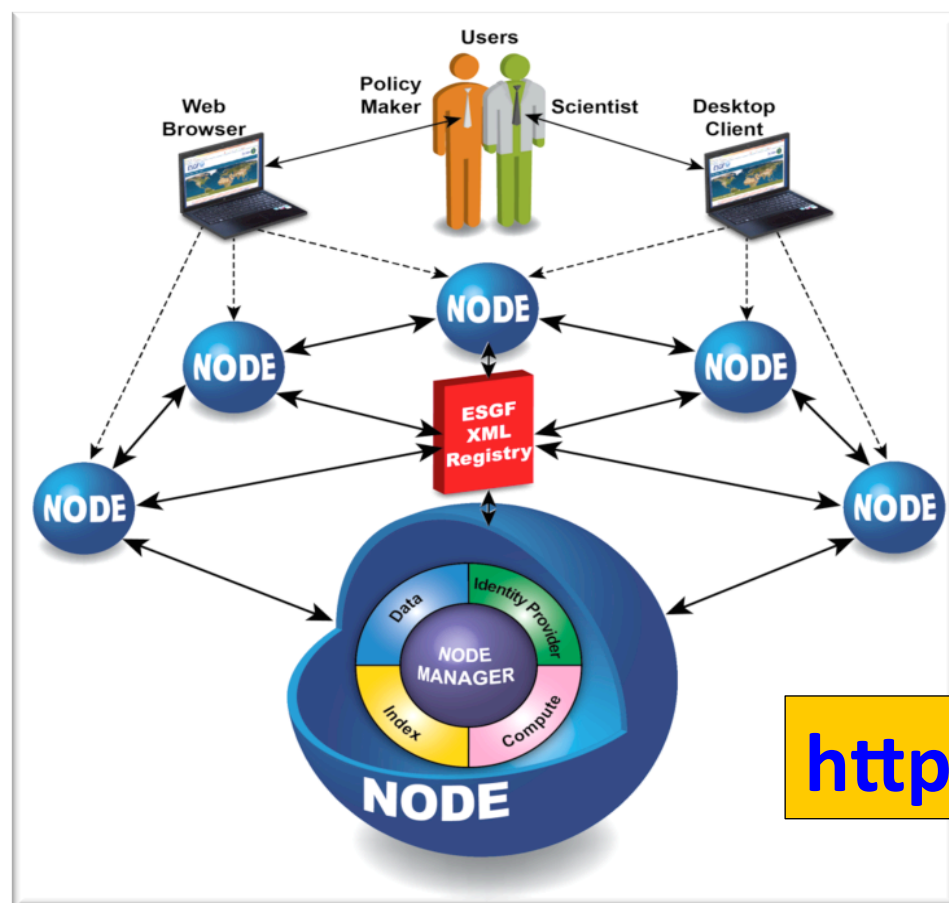 Users
Policy
Maker
Scientist
Web
Browser
Desktop
Client
NODE
NODE
NODE
ESGF
XML
Registry
NODE
NODE
Data
Identity Provider
NODE
MANAGER
Index
Compute
NODE
http